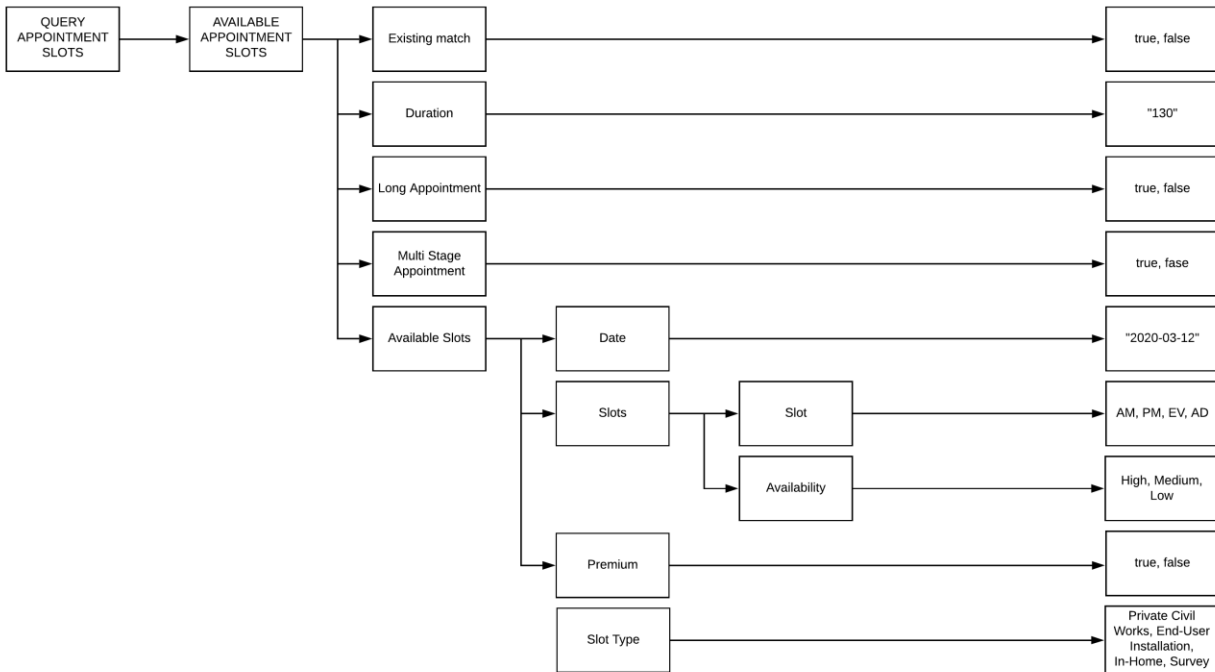 QUERY
APPOINTMENT
SLOTS
AVAILABLE
APPOINTMENT
SLOTS
Existing match
true, false
Duration
"130"
Long Appointment
true, false
Multi Stage
Appointment
true, fase
Available Slots
Date
"2020-03-12"
Slots
Slot
AM, PM, EV, AD
Availability
High, Medium,
Low
Premium
true, false
Slot Type
Private Civil
Works, End-User
Installation,
In-Home, Survey